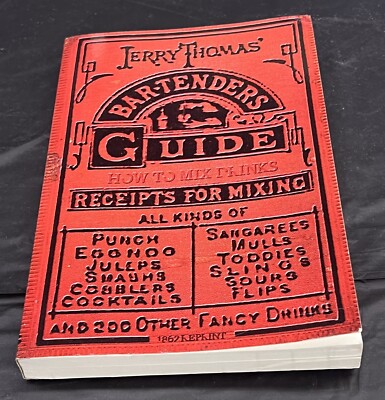 JERRY THOMAS'
BAR-TENDERS
GUIDE
HOW TO MIX DRINKS
RECEIPTS FOR MIXING
ALL KINDS OF
PUNCH
EGG NOG
JULEPS
SMASHS
COBBLERS
COCKTAILS
SANGAREES
MULLS
TODDIES
SLINGS
SOURS
FLIPS
AND 200 OTHER FANCY DRINKS
1862 REPRINT